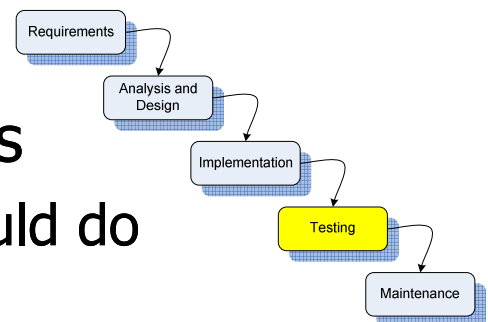 Requirements
Analysis and
Design
s
Implementation
uld do
Testing
Maintenance